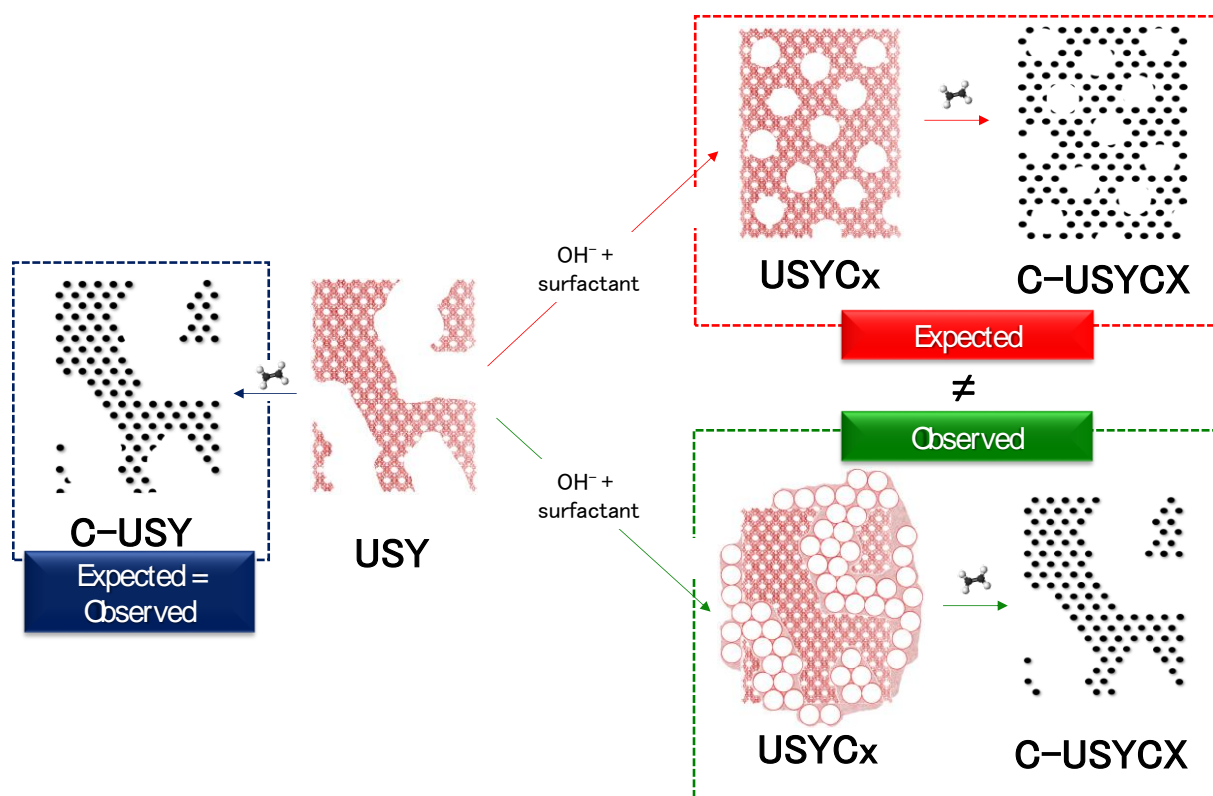 USYCx
C-USYCX
Expected
OH⁻ +
surfactant
≠
Observed
C-USY
USY
Expected =
Observed
OH⁻ +
surfactant
USYCx
C-USYCX